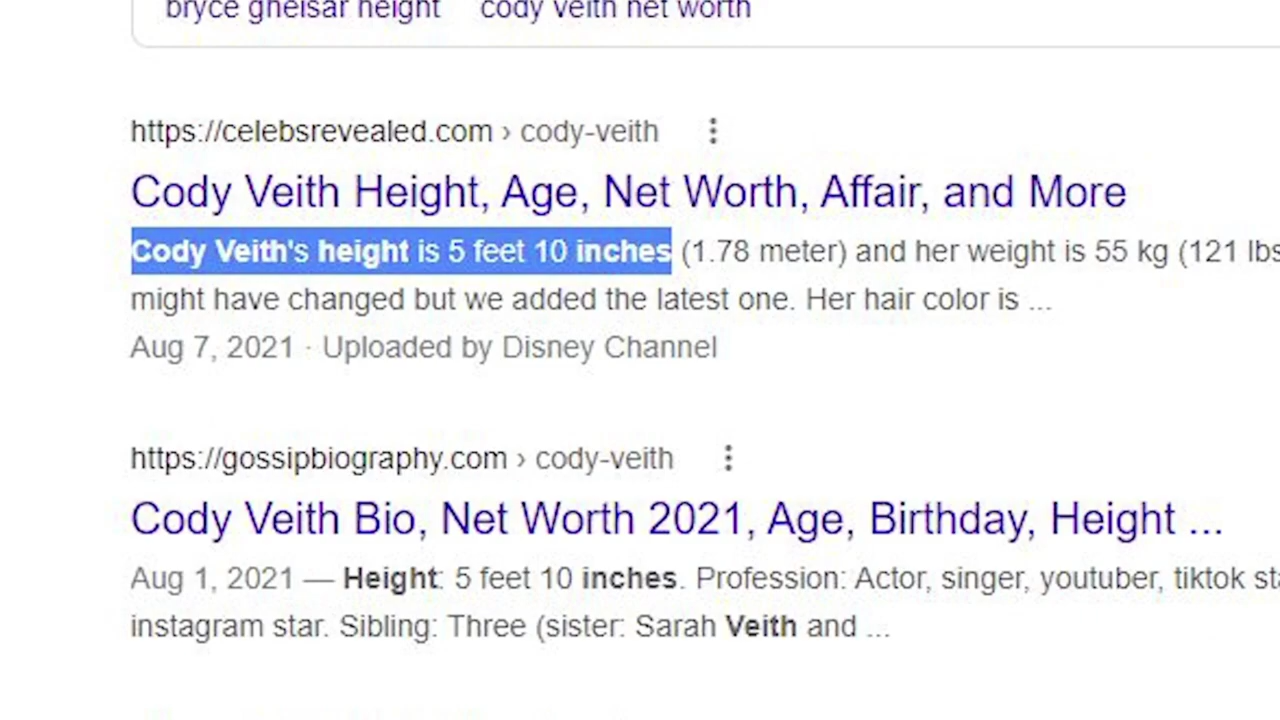 bryce gheisar height cody veith net worth
https://celebsrevealed.com › cody-veith
Cody Veith Height, Age, Net Worth, Affair, and More
Cody Veith's height is 5 feet 10 inches (1.78 meter) and her weight is 55 kg (121 lbs
might have changed but we added the latest one. Her hair color is ...
Aug 7, 2021 · Uploaded by Disney Channel
https://gossipbiography.com › cody-veith
Cody Veith Bio, Net Worth 2021, Age, Birthday, Height ...
Aug 1, 2021 — Height: 5 feet 10 inches. Profession: Actor, singer, youtuber, tiktok sta
instagram star. Sibling: Three (sister: Sarah Veith and ...